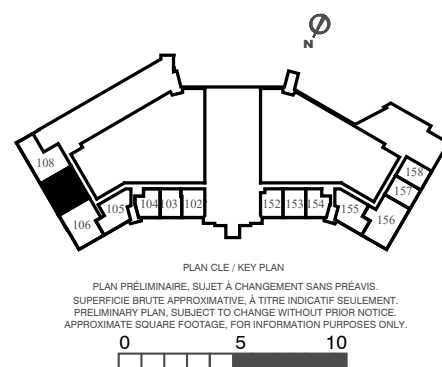 N
108
106
105
104 103 102
152 153 154
155
156
157
158
PLAN CLE / KEY PLAN
PLAN PRÉLIMINAIRE, SUJET À CHANGEMENT SANS PRÉAVIS.
SUPERFICIE BRUTE APPROXIMATIVE, À TITRE INDICATIF SEULEMENT.
PRELIMINARY PLAN, SUBJECT TO CHANGE WITHOUT PRIOR NOTICE.
APPROXIMATE SQUARE FOOTAGE, FOR INFORMATION PURPOSES ONLY.
0 5 10